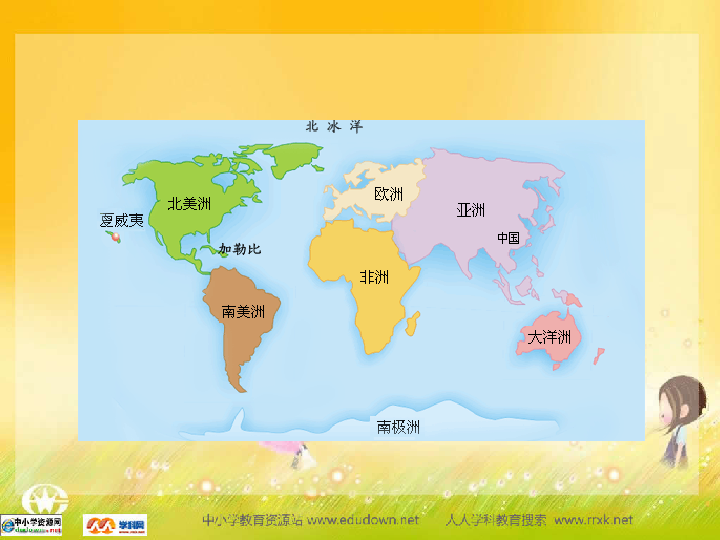 北冰洋
北美洲
欧洲
亚洲
夏威夷
中国
加勒比
非洲
南美洲
大洋洲
南极洲
中小学教育资源站 www.edudown.net 人人学科教育搜索 www.rrxk.net
中小学资源网
学科网